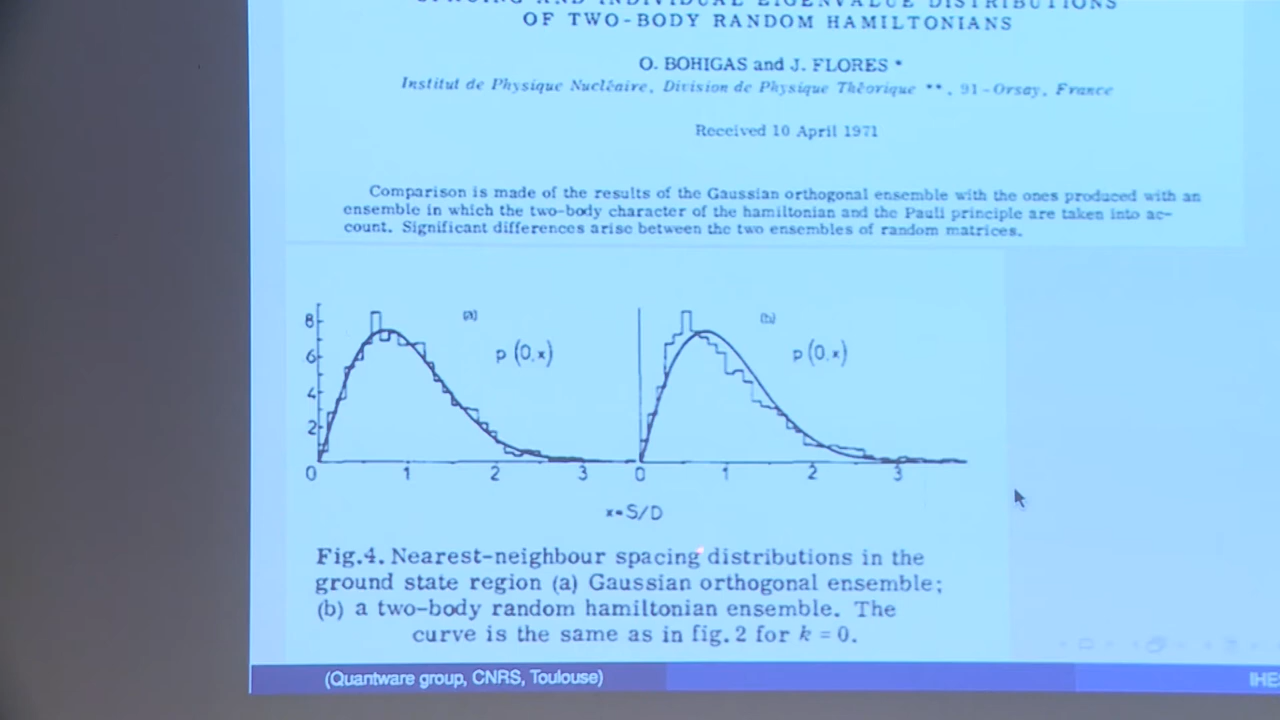 SPACING AND INDIVIDUAL EIGENVALUE DISTRIBUTIONS
OF TWO-BODY RANDOM HAMILTONIANS
O. BOHIGAS and J. FLORES *
Institut de Physique Nucléaire, Division de Physique Théorique **, 91 - Orsay, France
Received 10 April 1971
Comparison is made of the results of the Gaussian orthogonal ensemble with the ones produced with an
ensemble in which the two-body character of the hamiltonian and the Pauli principle are taken into ac-
count. Significant differences arise between the two ensembles of random matrices.
(a) (b)
p (0,x) p (0,x)
8
6
4
2
0 1 2 3 0 1 2 3
x=S/D
Fig.4. Nearest-neighbour spacing distributions in the
ground state region (a) Gaussian orthogonal ensemble;
(b) a two-body random hamiltonian ensemble. The
curve is the same as in fig. 2 for k = 0.
(Quantware group, CNRS, Toulouse) IHE